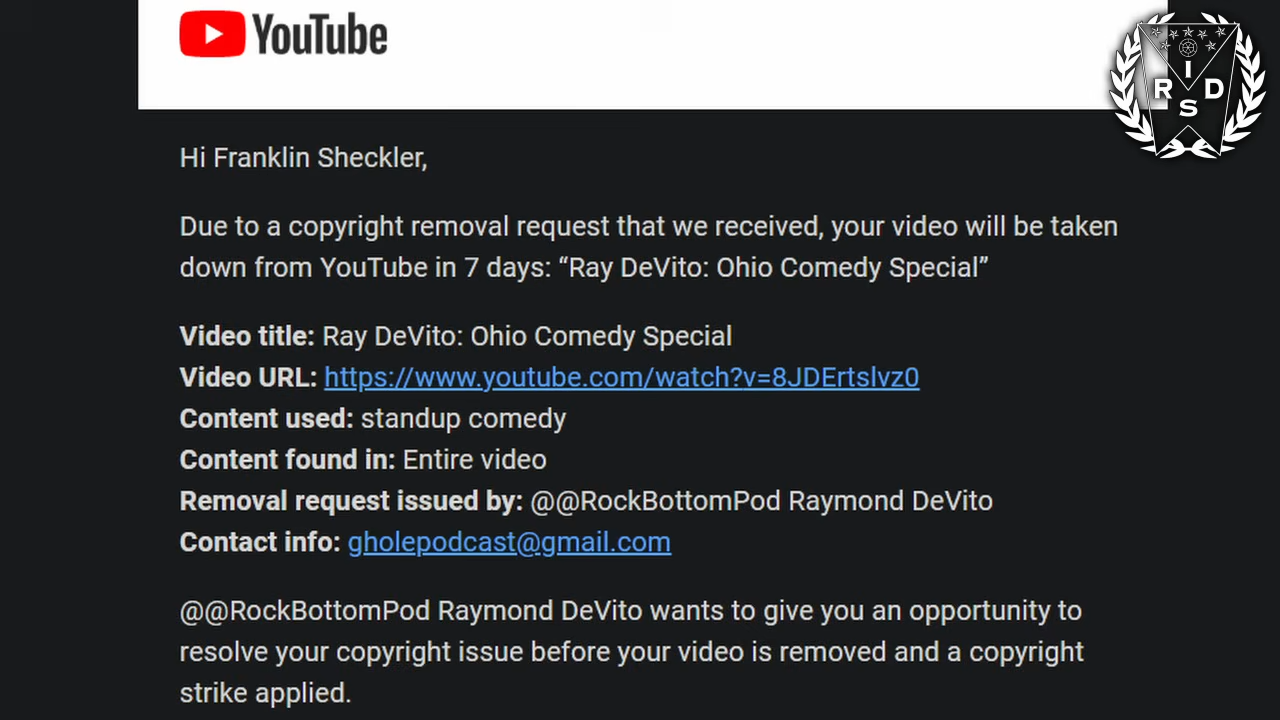 YouTube
I
R D
S
Hi Franklin Sheckler,
Due to a copyright removal request that we received, your video will be taken
down from YouTube in 7 days: “Ray DeVito: Ohio Comedy Special”
Video title: Ray DeVito: Ohio Comedy Special
Video URL: https://www.youtube.com/watch?v=8JDErtslvz0
Content used: standup comedy
Content found in: Entire video
Removal request issued by: @@RockBottomPod Raymond DeVito
Contact info: gholepodcast@gmail.com
@@RockBottomPod Raymond DeVito wants to give you an opportunity to
resolve your copyright issue before your video is removed and a copyright
strike applied.